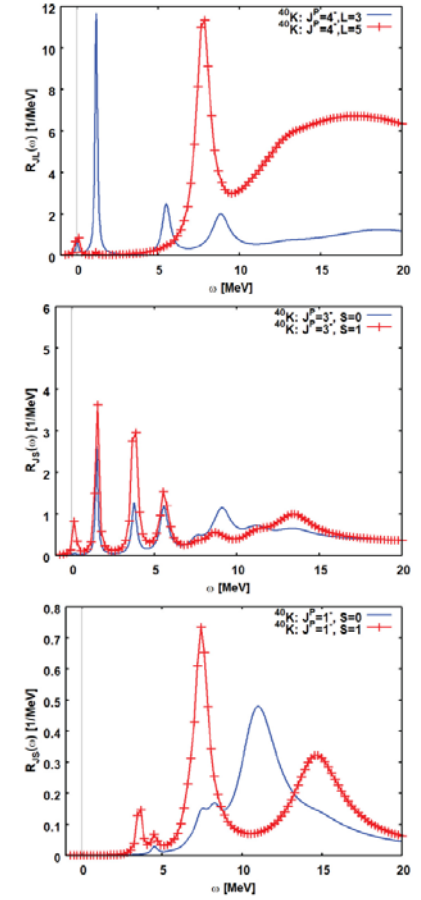 12
10
8
6
4
2
0
R_JL(ω) [1/MeV]
⁴⁰K: J^P=4⁻,L=3
⁴⁰K: J^P=4⁻,L=5
0 5 10 15 20
ω [MeV]
6
5
4
3
2
1
0
R_JS(ω) [1/MeV]
⁴⁰K: J^P=3⁻, S=0
⁴⁰K: J^P=3⁻, S=1
0 5 10 15 20
ω [MeV]
0.8
0.7
0.6
0.5
0.4
0.3
0.2
0.1
0
R_JS(ω) [1/MeV]
⁴⁰K: J^P=1⁻, S=0
⁴⁰K: J^P=1⁻, S=1
0 5 10 15 20
ω [MeV]